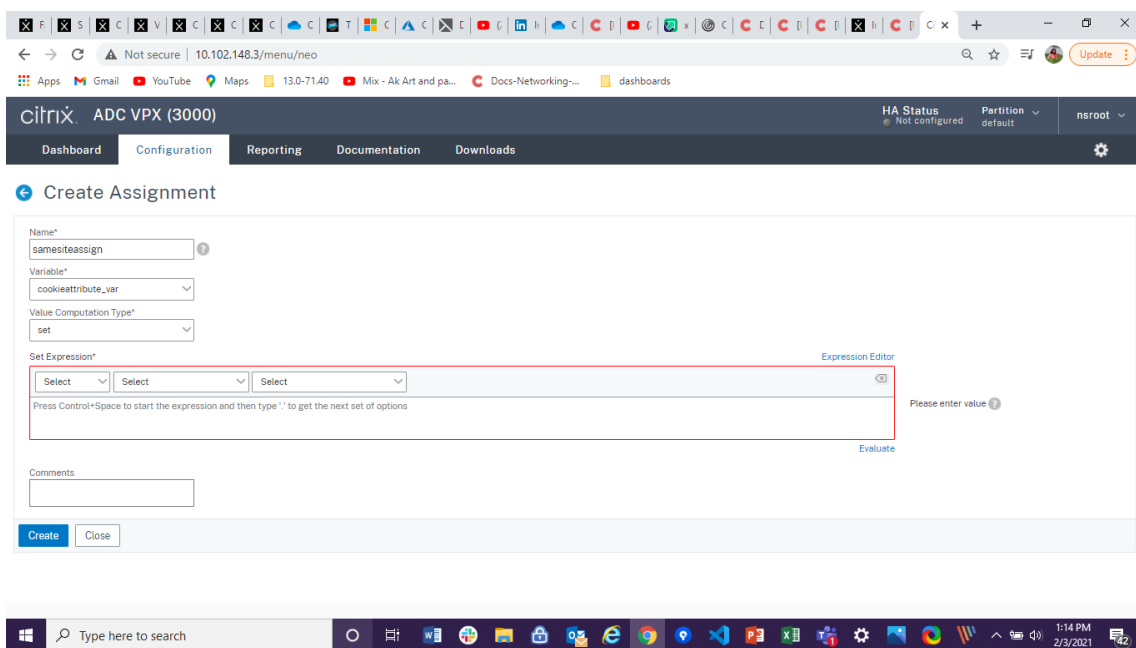 Not secure | 10.102.148.3/menu/neo
Update
Apps Gmail YouTube Maps 13.0-71.40 Mix - Ak Art and pa... Docs-Networking-... dashboards
citrix. ADC VPX (3000)
HA Status
Not configured
Partition
default
nsroot
Dashboard Configuration Reporting Documentation Downloads
Create Assignment
Name*
samesiteassign
Variable*
cookieattribute_var
Value Computation Type*
set
Set Expression* Expression Editor
Select Select Select
Press Control+Space to start the expression and then type '.' to get the next set of options
Please enter value
Evaluate
Comments
Create Close
Type here to search
1:14 PM
2/3/2021
42